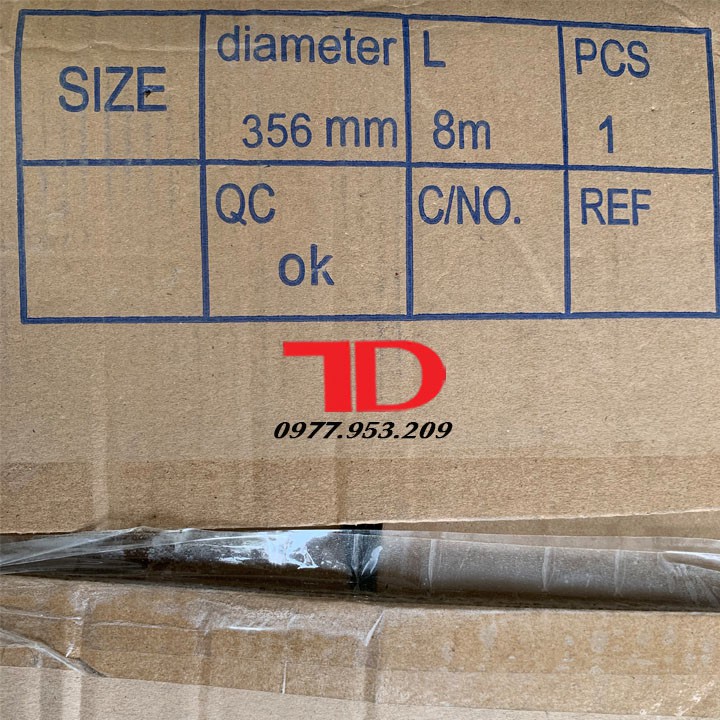 SIZE
diameter
356 mm
L
8m
PCS
1
QC
ok
C/NO.
REF
TD
0977.953.209